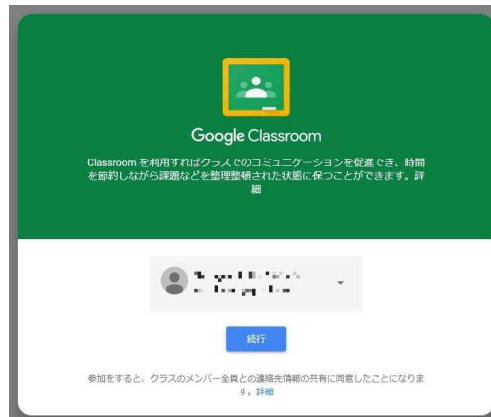 Google Classroom
Classroom を利用すればクラスでのコミュニケーションを促進でき、時間
を節約しながら課題などを整理整頓された状態に保つことができます。詳
細
続行
参加をすると、クラスのメンバー全員との連絡先情報の共有に同意したことになりま
す。詳細